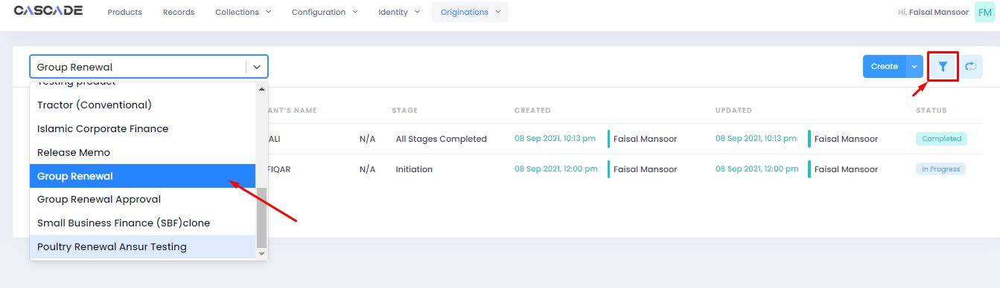 CASCADE Products Records Collections Configuration Identity Originations Hi, Faisal Mansoor FM
Group Renewal Create
Testing product
Tractor (Conventional)
Islamic Corporate Finance
Release Memo
Group Renewal
Group Renewal Approval
Small Business Finance (SBF)clone
Poultry Renewal Ansur Testing
ANT'S NAME STAGE CREATED UPDATED STATUS
ALI N/A All Stages Completed 08 Sep 2021, 10:13 pm Faisal Mansoor 08 Sep 2021, 10:13 pm Faisal Mansoor Completed
FIQAR N/A Initiation 08 Sep 2021, 12:00 pm Faisal Mansoor 08 Sep 2021, 12:00 pm Faisal Mansoor In Progress